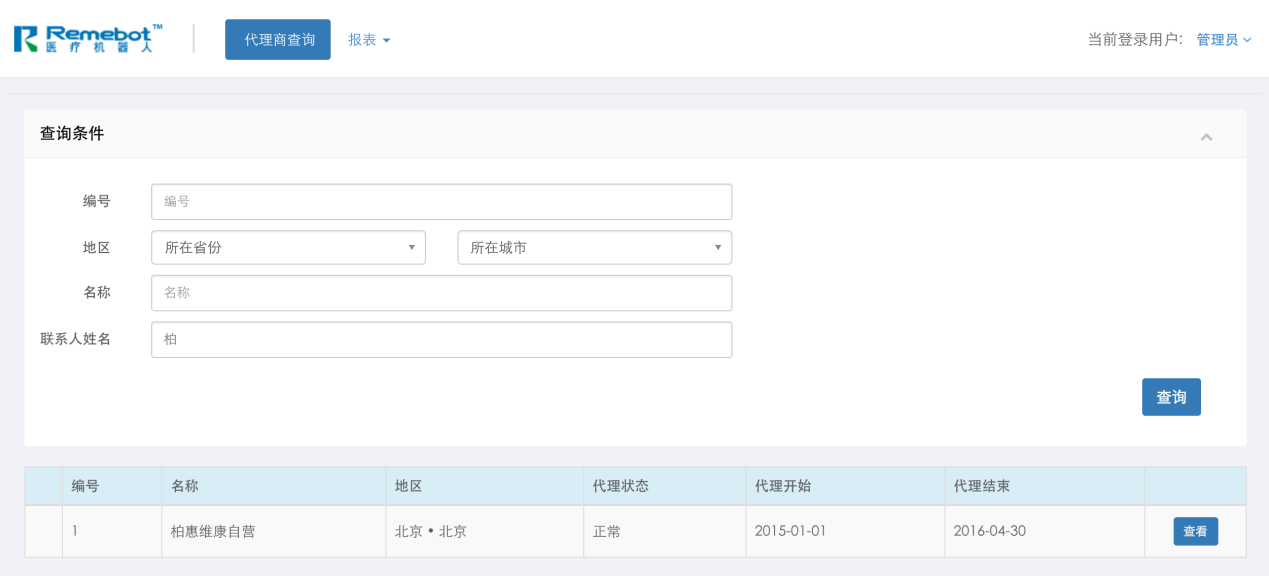 Remebot™
医疗机器人
代理商查询 报表 当前登录用户: 管理员
查询条件
编号 编号
地区 所在省份 所在城市
名称 名称
联系人姓名 柏
查询
编号 名称 地区 代理状态 代理开始 代理结束
1 柏惠维康自营 北京 • 北京 正常 2015-01-01 2016-04-30 查看